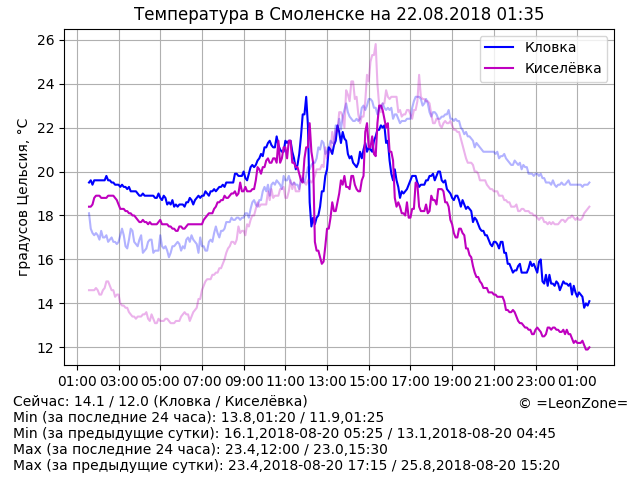 Температура в Смоленске на 22.08.2018 01:35
Кловка
Киселёвка
градусов Цельсия, °C
26
24
22
20
18
16
14
12
01:00 03:00 05:00 07:00 09:00 11:00 13:00 15:00 17:00 19:00 21:00 23:00 01:00
Сейчас: 14.1 / 12.0 (Кловка / Киселёвка)
© =LeonZone=
Min (за последние 24 часа): 13.8,01:20 / 11.9,01:25
Min (за предыдущие сутки): 16.1,2018-08-20 05:25 / 13.1,2018-08-20 04:45
Max (за последние 24 часа): 23.4,12:00 / 23.0,15:30
Max (за предыдущие сутки): 23.4,2018-08-20 17:15 / 25.8,2018-08-20 15:20